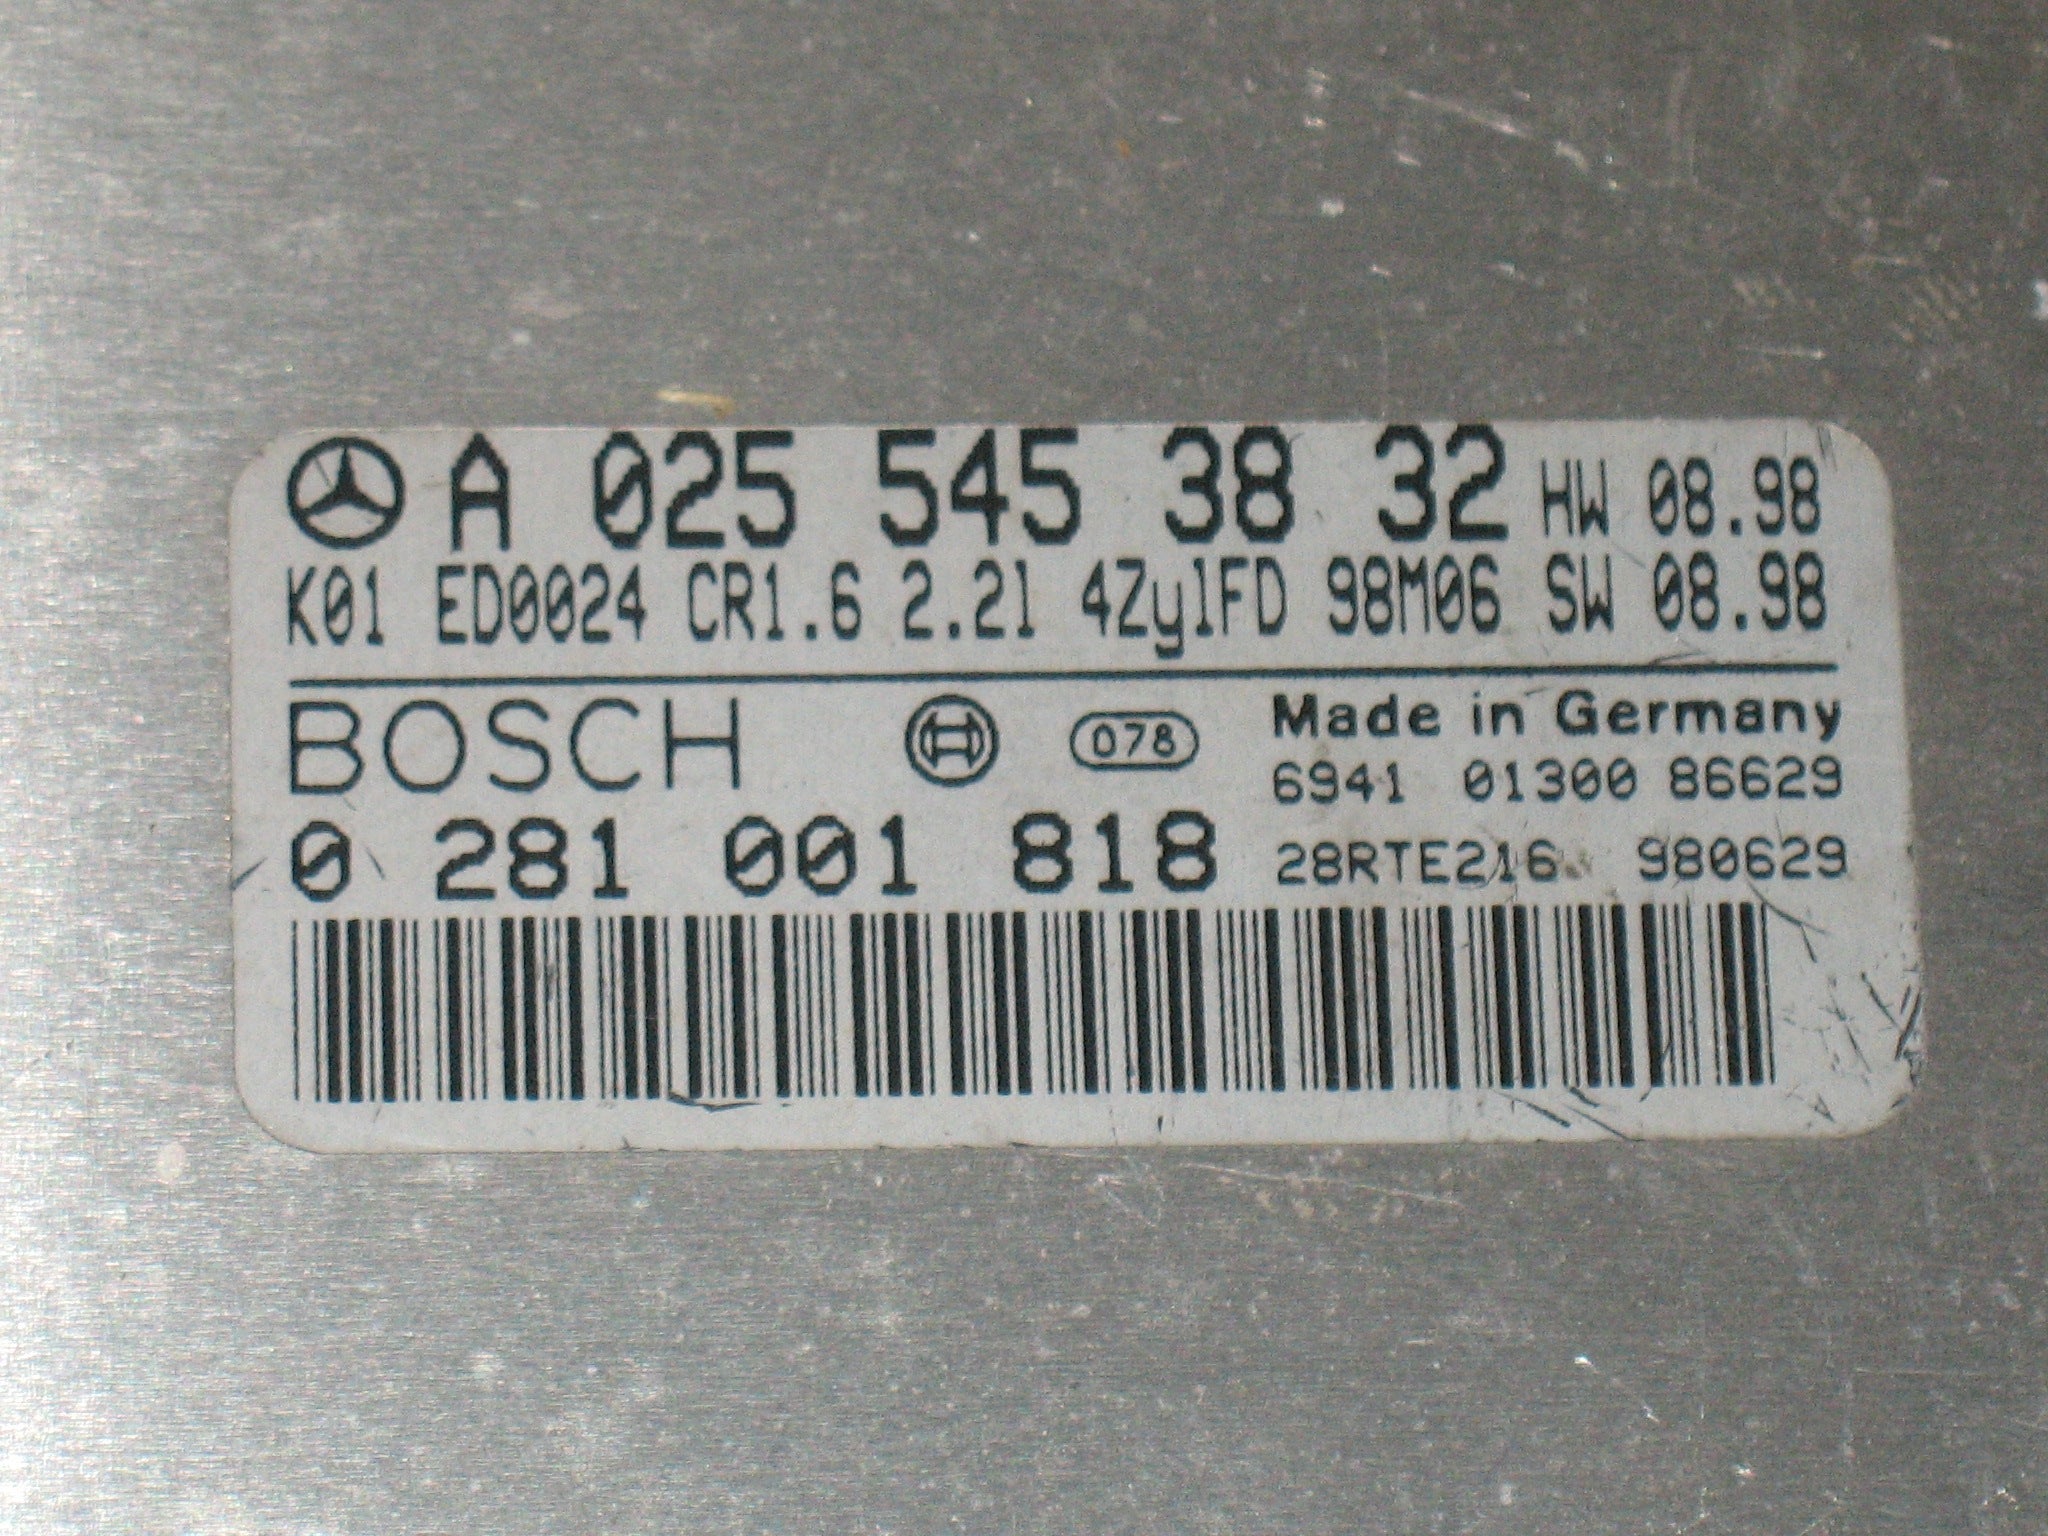 A 025 545 38 32 HW 08.98
K01 ED0024 CR1.6 2.2l 4ZylFD 98M06 SW 08.98
BOSCH 078 Made in Germany
6941 01300 86629
0 281 001 818 28RTE216 980629